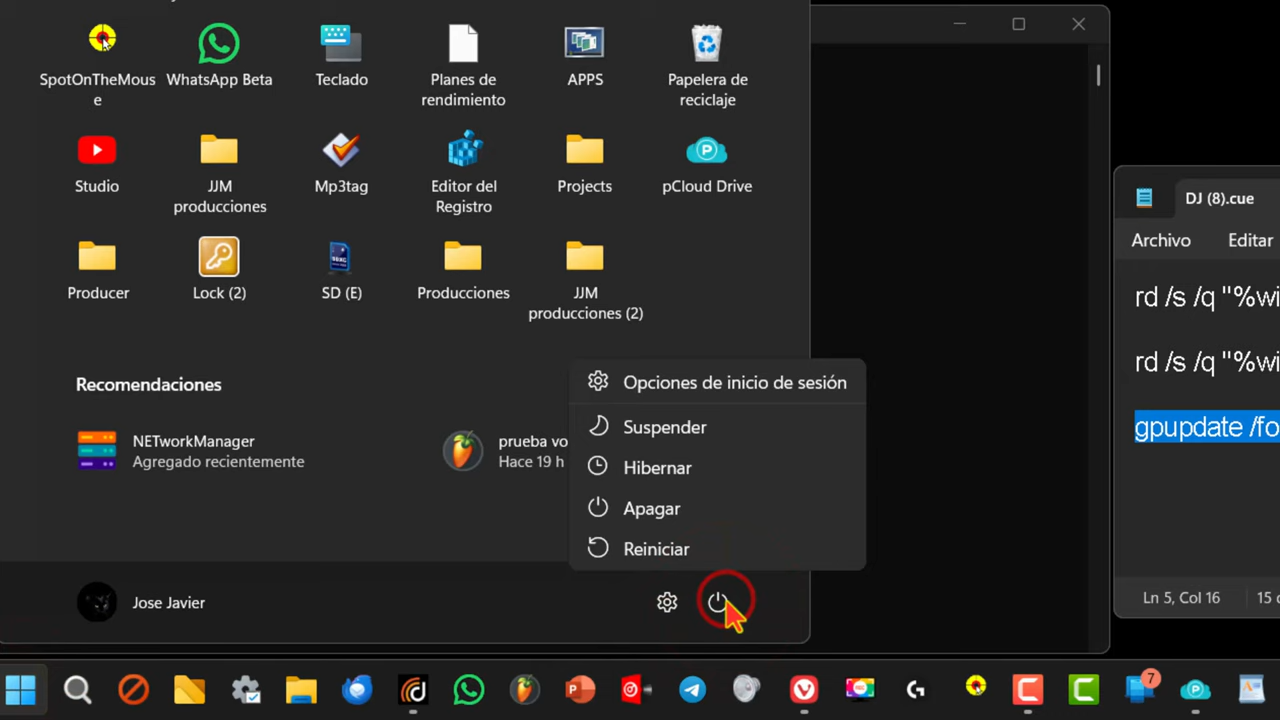 SpotOnTheMous
e
WhatsApp Beta
Teclado
Planes de
rendimiento
APPS
Papelera de
reciclaje
Studio
JJM
producciones
Mp3tag
Editor del
Registro
Projects
pCloud Drive
Producer
Lock (2)
SD (E)
Producciones
JJM
producciones (2)
Recomendaciones
NETworkManager
Agregado recientemente
prueba vo
Hace 19 h
Opciones de inicio de sesión
Suspender
Hibernar
Apagar
Reiniciar
Jose Javier
DJ (8).cue
Archivo
Editar
rd /s /q "%wi
rd /s /q "%wi
gpupdate /fo
Ln 5, Col 16
15 c
7